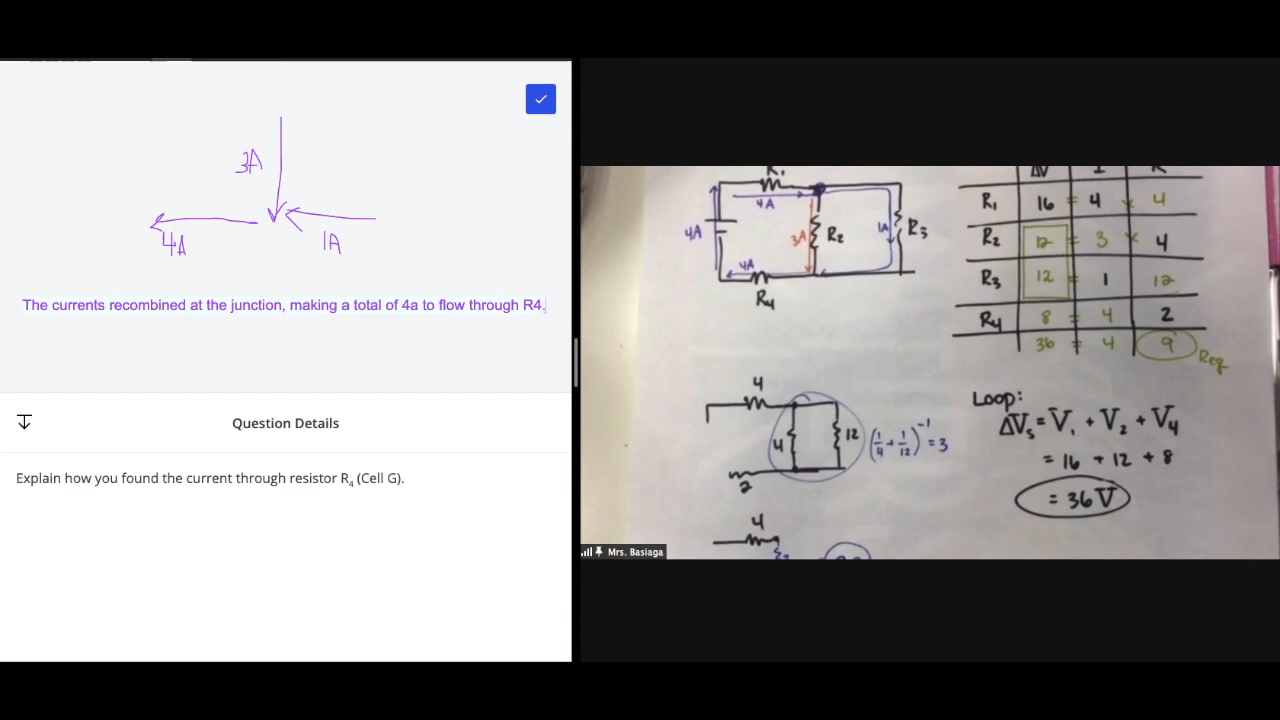 3A
4A
1A
The currents recombined at the junction, making a total of 4a to flow through R4.
Question Details
Explain how you found the current through resistor R4 (Cell G).
ΔV I R
R1 16 = 4 × 4
R2 12 = 3 × 4
R3 12 1 12
R4 8 = 4 2
36 = 4 9 Req
R1
4A
4A
3A R2
1A R3
4A
R4
4
4 12 (1/4 + 1/12)^-1 = 3
2
4
Loop:
ΔVs = V1 + V2 + V4
= 16 + 12 + 8
= 36 V
Mrs. Basiaga